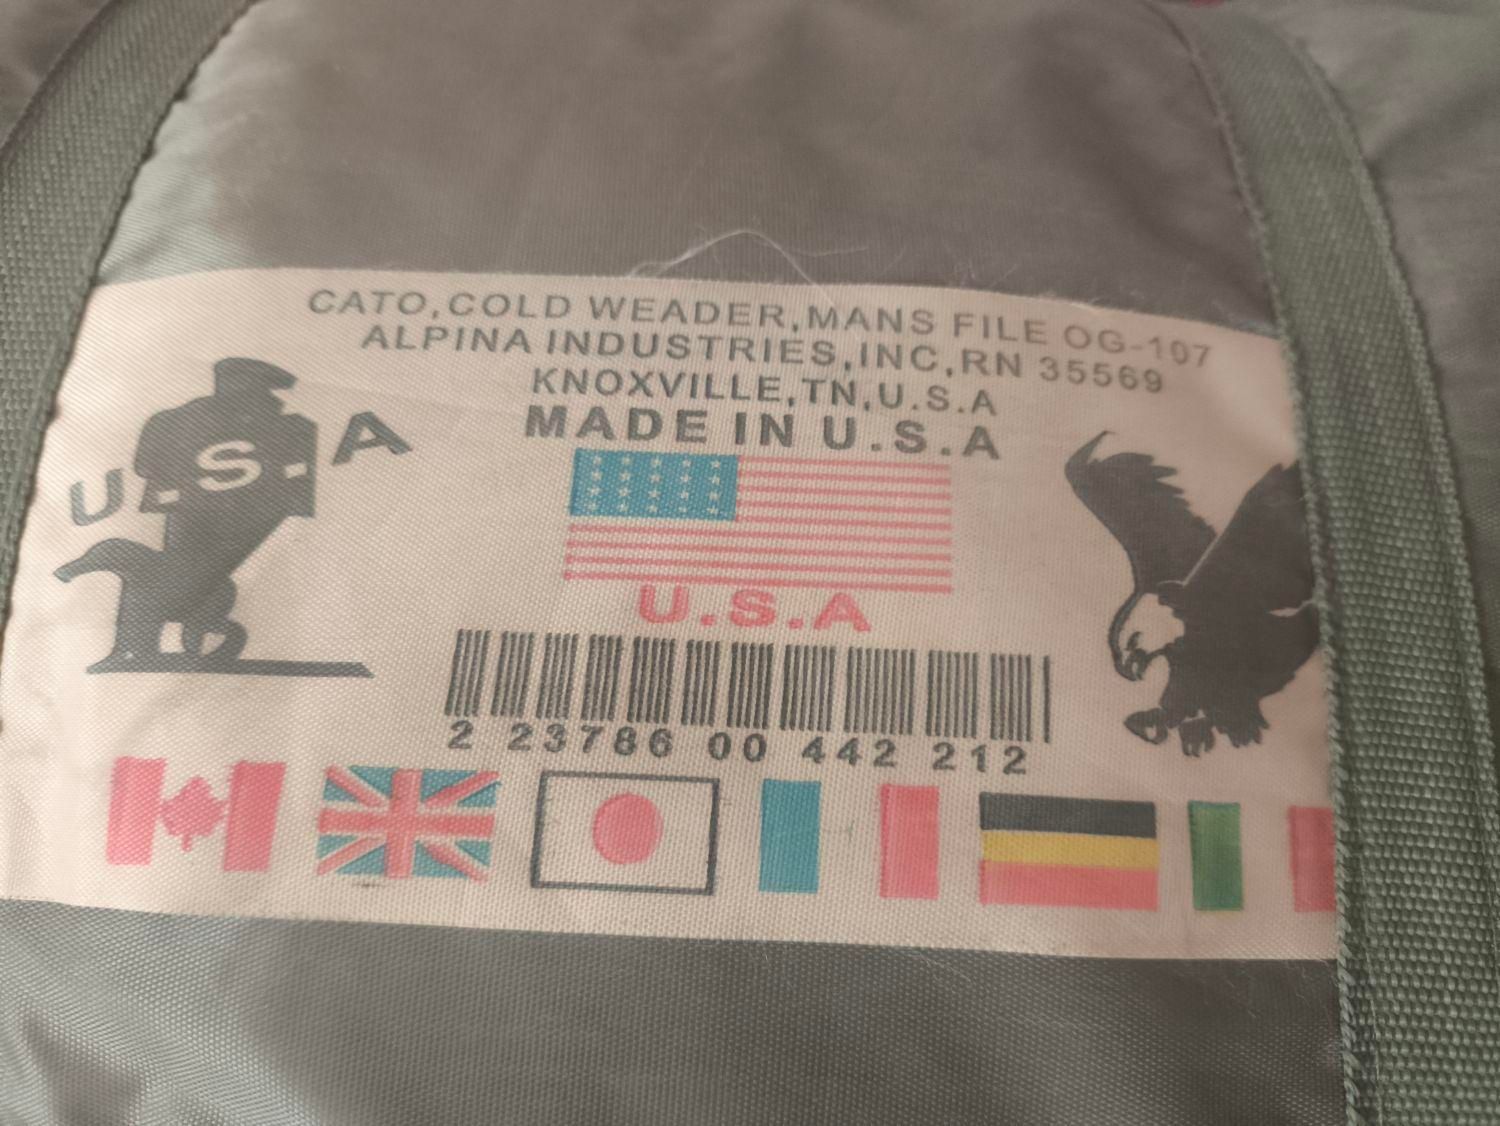 CATO,COLD WEADER,MANS FILE OG-107
ALPINA INDUSTRIES,INC,RN 35569
KNOXVILLE,TN,U.S.A
MADE IN U.S.A
U.S.A
U.S.A
2 23786 00 442 212